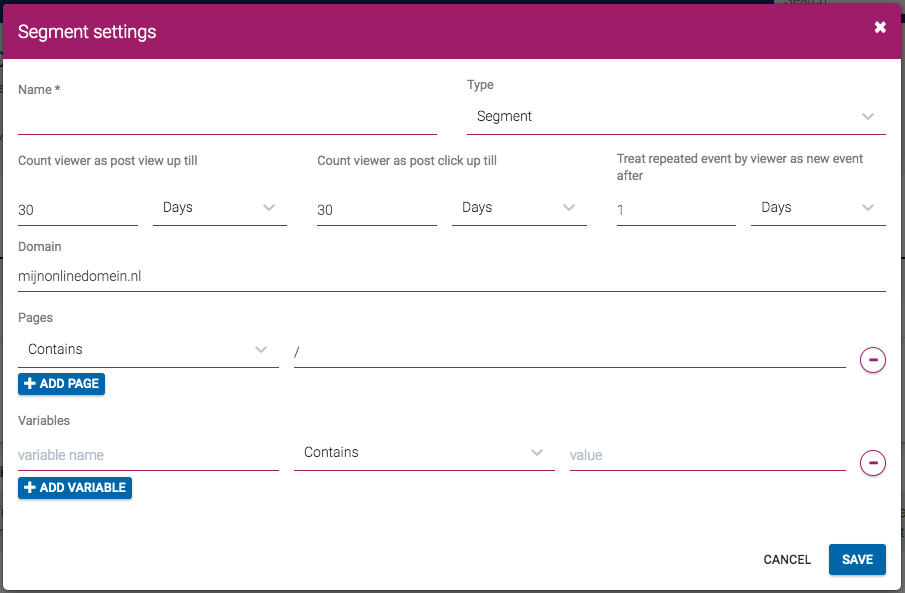 Segment settings
Name *
Type
Segment
Count viewer as post view up till
Count viewer as post click up till
Treat repeated event by viewer as new event
after
30 Days
30 Days
1 Days
Domain
mijnonlinedomein.nl
Pages
Contains
/
ADD PAGE
Variables
variable name
Contains
value
ADD VARIABLE
CANCEL
SAVE